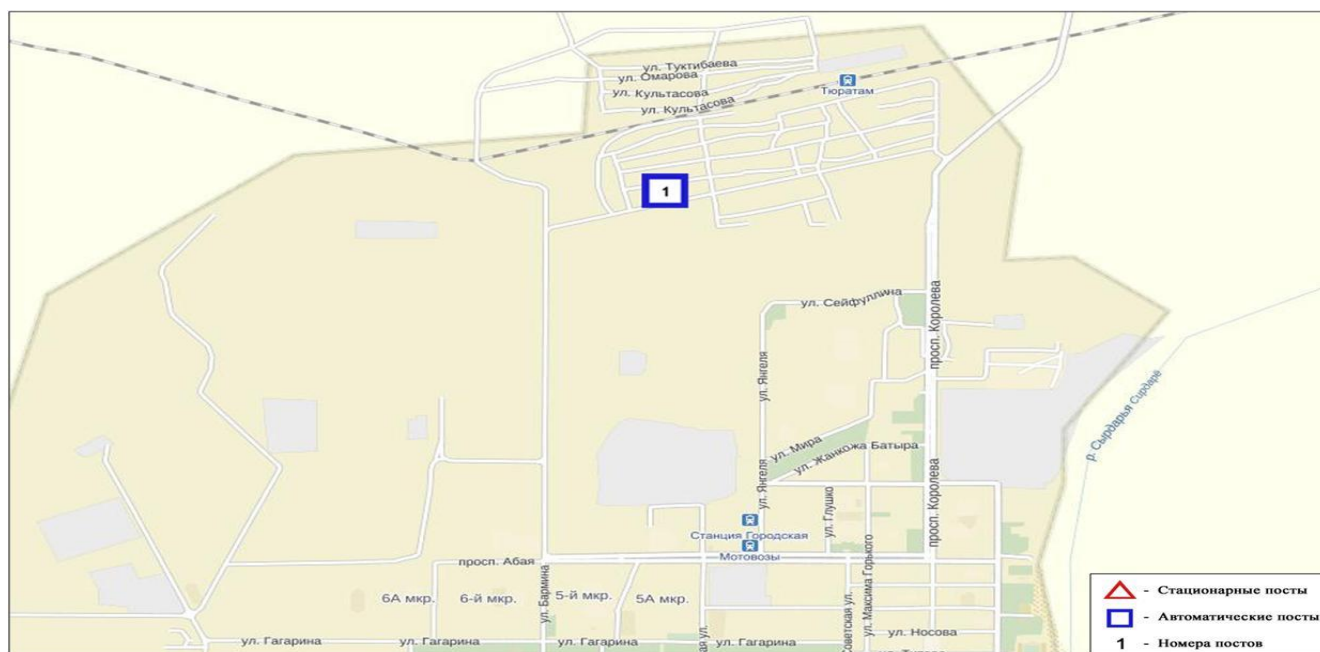 ул. Туктибаева
ул. Омарова
ул. Культасова
ул. Культасова
Тюратам
1
ул. Сейфуллина
просп. Королева
ул. Янгеля
р. Сырдарья Сирдарё
ул. Мира
ул. Жанкожа Батыра
ул. Янгеля
ул. Глушко
просп. Королева
Станция Городская
Мотовозы
ул. Максима Горького
просп. Абая
ул. Бармина
6А мкр.
6-й мкр.
5-й мкр.
5А мкр.
Советская ул.
ул. Носова
ул. Гагарина
ул. Гагарина
ул. Гагарина
ул. Гагарина
- Стационарные посты
- Автоматические посты
1 - Номера постов